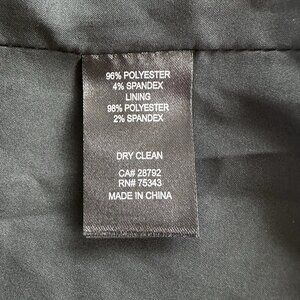 96% POLYESTER
4% SPANDEX
LINING
98% POLYESTER
2% SPANDEX
DRY CLEAN
CA# 28792
RN# 75343
MADE IN CHINA